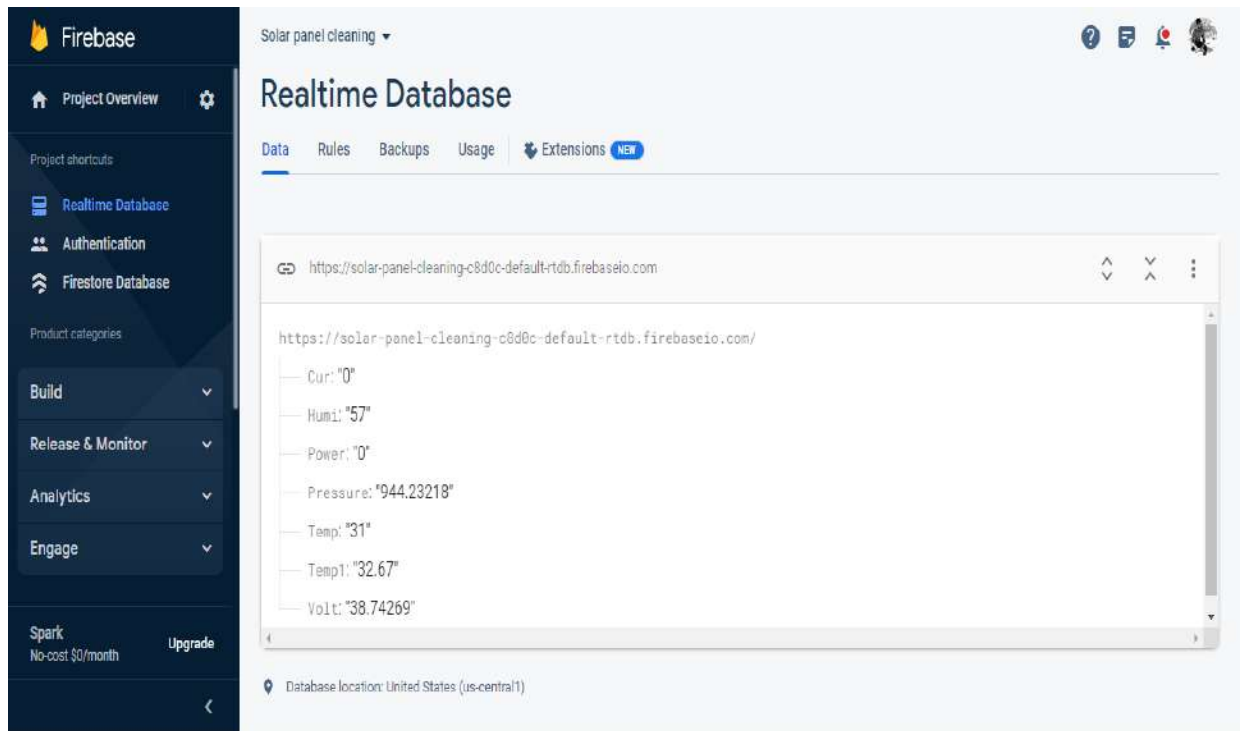 Firebase
Project Overview
Project shortcuts
Realtime Database
Authentication
Firestore Database
Product categories
Build
Release & Monitor
Analytics
Engage
Spark
No-cost $0/month
Upgrade
Solar panel cleaning
Realtime Database
Data Rules Backups Usage Extensions NEW
https://solar-panel-cleaning-c8d0c-default-rtdb.firebaseio.com
https://solar-panel-cleaning-c8d0c-default-rtdb.firebaseio.com/
Cur: "0"
Humi: "57"
Power: "0"
Pressure: "944.23218"
Temp: "31"
Temp1: "32.67"
Volt: "38.74269"
Database location: United States (us-central1)